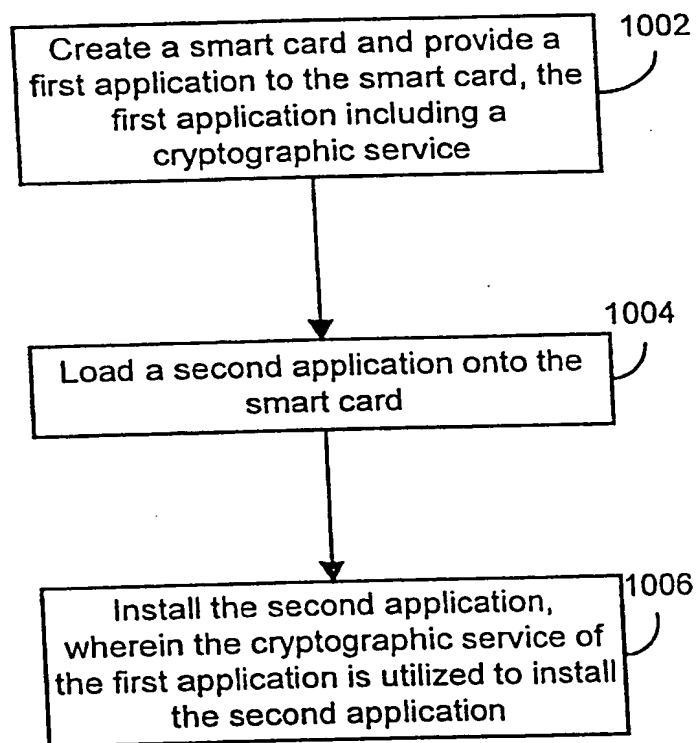 Create a smart card and provide a
first application to the smart card, the
first application including a
cryptographic service
1002
Load a second application onto the
smart card
1004
Install the second application,
wherein the cryptographic service of
the first application is utilized to install
the second application
1006